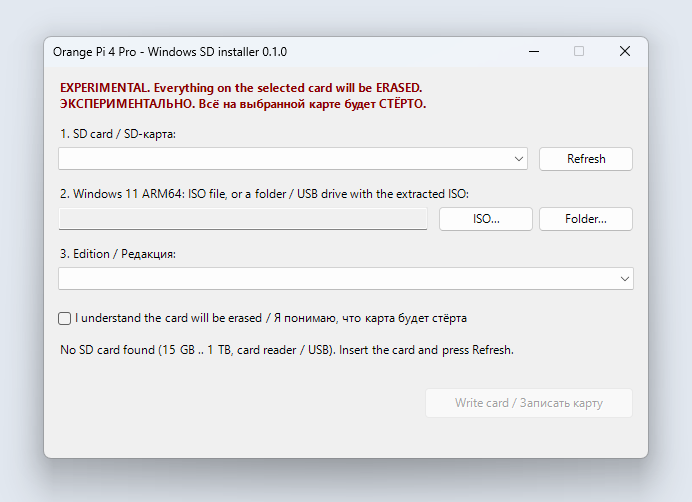 Orange Pi 4 Pro - Windows SD installer 0.1.0
EXPERIMENTAL. Everything on the selected card will be ERASED.
ЭКСПЕРИМЕНТАЛЬНО. Всё на выбранной карте будет СТЁРТО.
1. SD card / SD-карта:
Refresh
2. Windows 11 ARM64: ISO file, or a folder / USB drive with the extracted ISO:
ISO... Folder...
3. Edition / Редакция:
I understand the card will be erased / Я понимаю, что карта будет стёрта
No SD card found (15 GB .. 1 TB, card reader / USB). Insert the card and press Refresh.
Write card / Записать карту